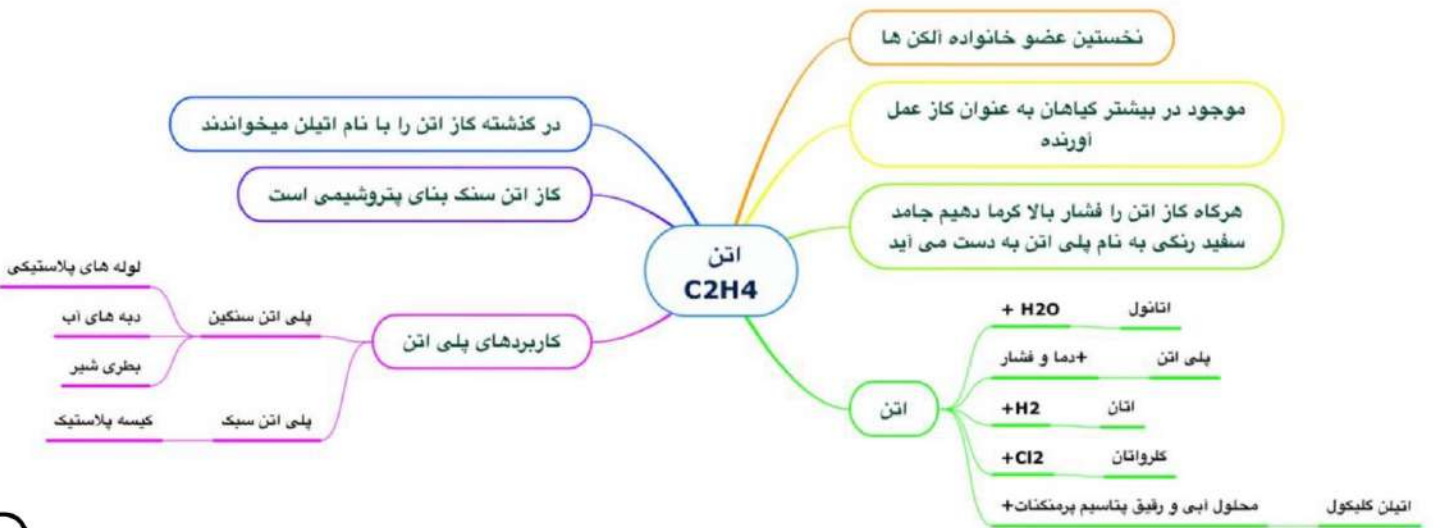 اتن
C2H4
نخستین عضو خانواده آلکن ها
موجود در بیشتر گیاهان به عنوان گاز عمل
آورنده
هرگاه گاز اتن را فشار بالا گرما دهیم جامد
سفید رنگی به نام پلی اتن به دست می آید
اتن
+ H2O
اتانول
+دما و فشار
پلی اتن
+H2
اتان
+Cl2
کلرواتان
محلول آبی و رقیق پتاسیم پرمنگنات+
اتیلن گلیکول
در گذشته گاز اتن را با نام اتیلن میخواندند
گاز اتن سنگ بنای پتروشیمی است
کاربردهای پلی اتن
پلی اتن سنگین
لوله های پلاستیکی
دبه های آب
بطری شیر
پلی اتن سبک
کیسه پلاستیک